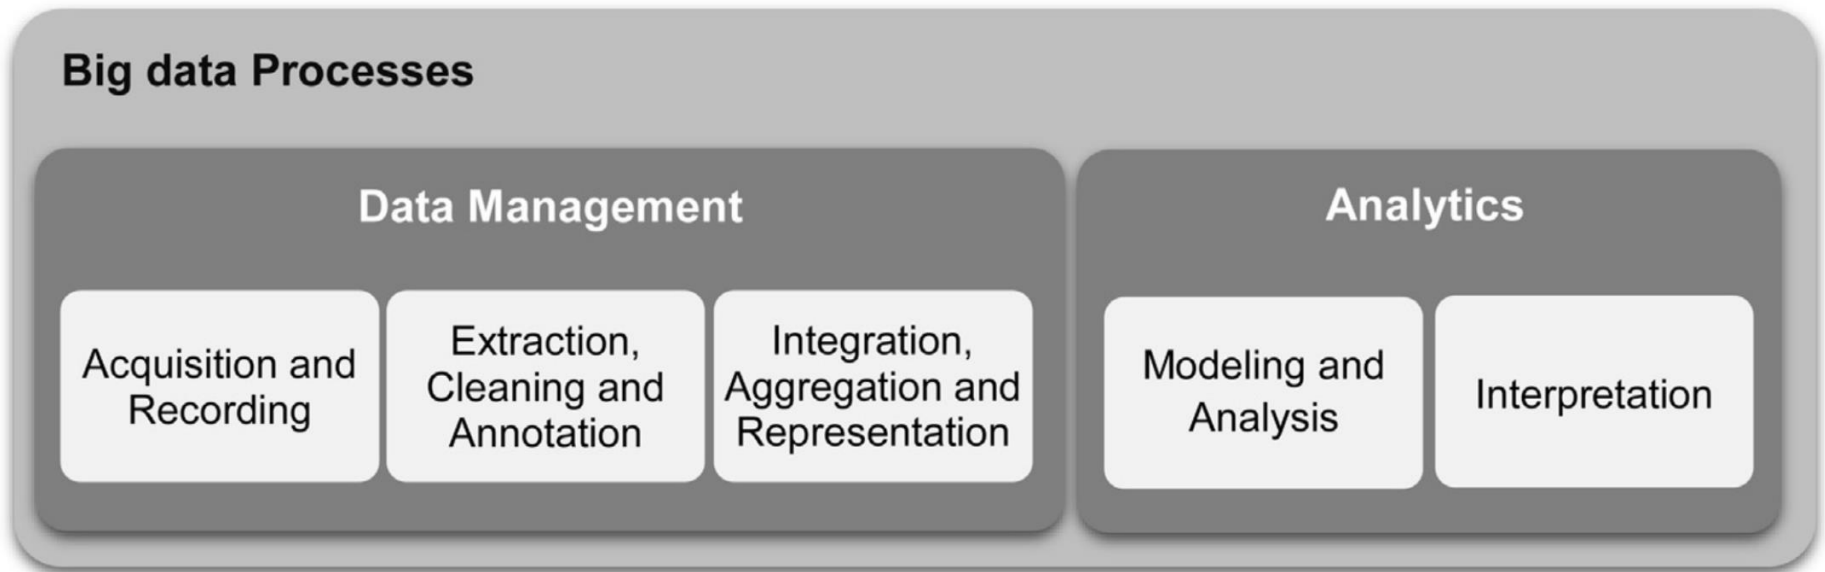 Big data Processes
Data Management
Acquisition and
Recording
Extraction,
Cleaning and
Annotation
Integration,
Aggregation and
Representation
Analytics
Modeling and
Analysis
Interpretation